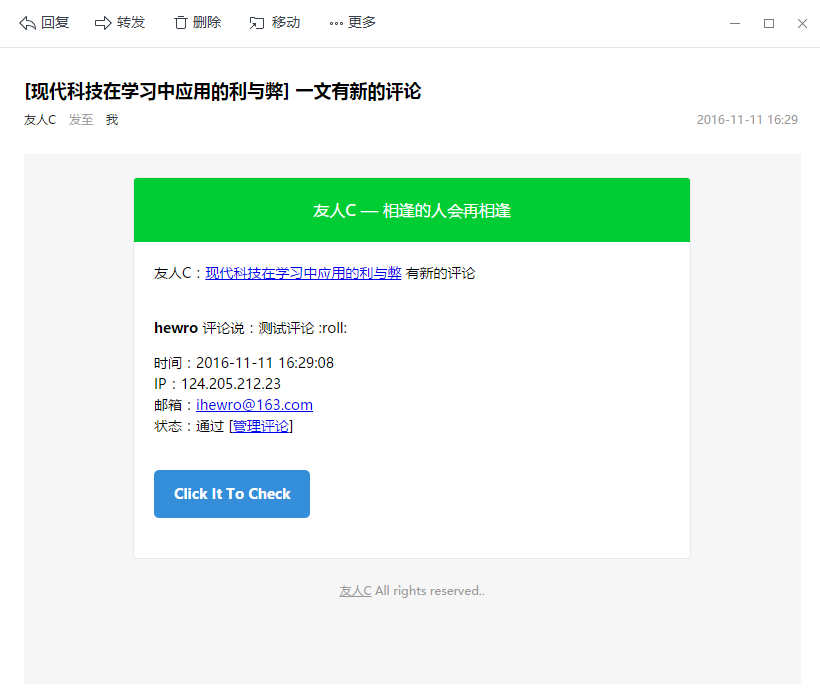 回复 转发 删除 移动 更多
[现代科技在学习中应用的利与弊] 一文有新的评论
友人C 发至 我 2016-11-11 16:29
友人C — 相逢的人会再相逢
友人C：现代科技在学习中应用的利与弊 有新的评论
hewro 评论说：测试评论 :roll:
时间：2016-11-11 16:29:08
IP：124.205.212.23
邮箱：ihewro@163.com
状态：通过 [管理评论]
Click It To Check
友人C All rights reserved..